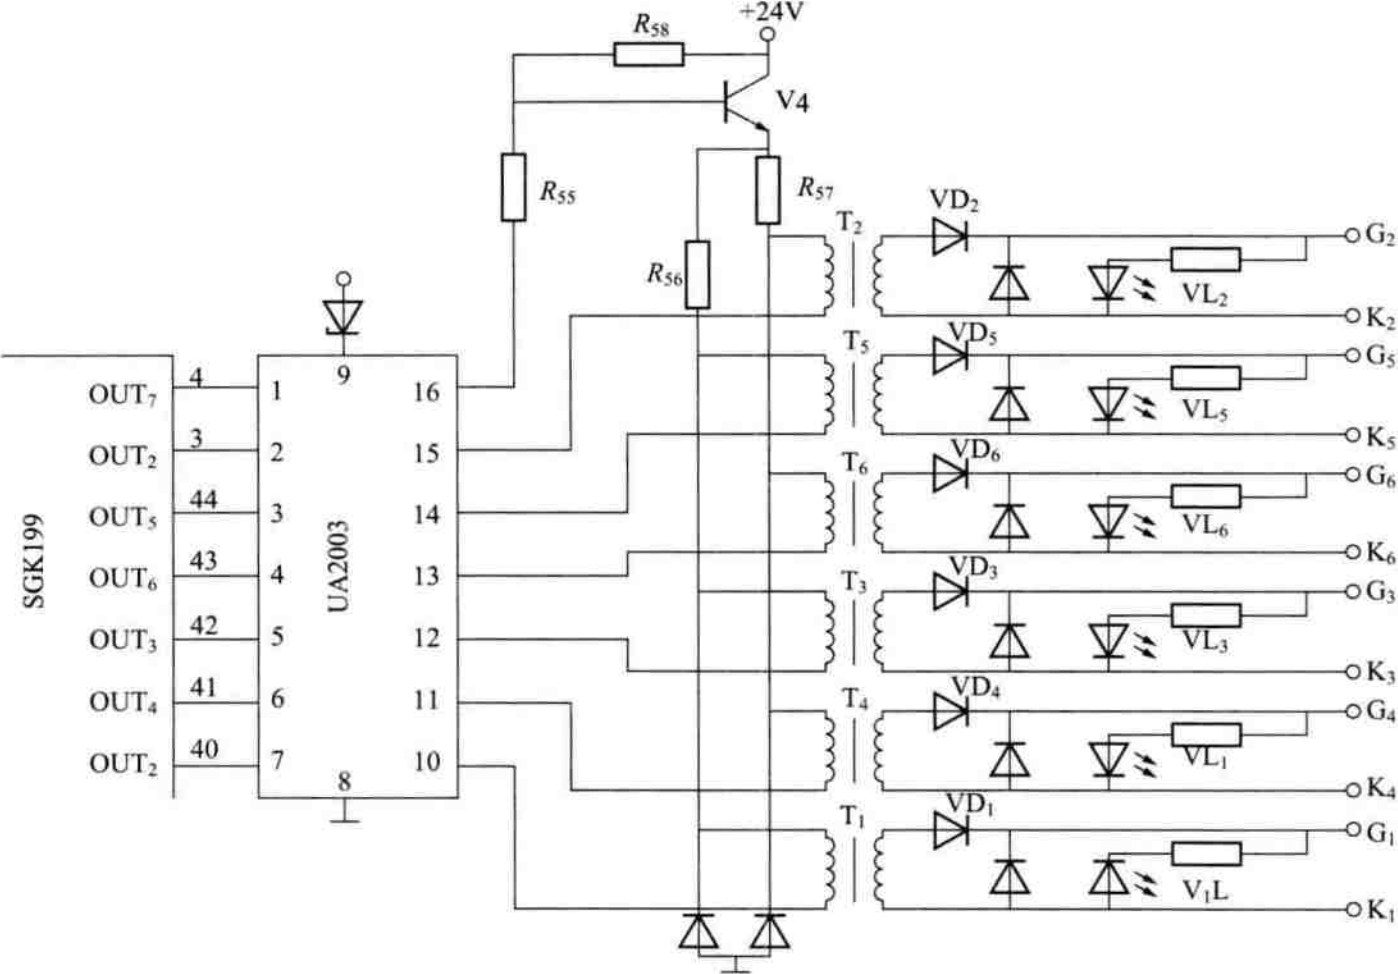 +24V
R58
V4
R55
R57
R56
T2
VD2
G2
VL2
K2
T5
VD5
G5
VL5
K5
T6
VD6
G6
VL6
K6
T3
VD3
G3
VL3
K3
T4
VD4
G4
VL1
K4
T1
VD1
G1
V1L
K1
SGK199
OUT7 4 1
OUT2 3 2
OUT5 44 3
OUT6 43 4
OUT3 42 5
OUT4 41 6
OUT2 40 7
UA2003
9
8
16
15
14
13
12
11
10